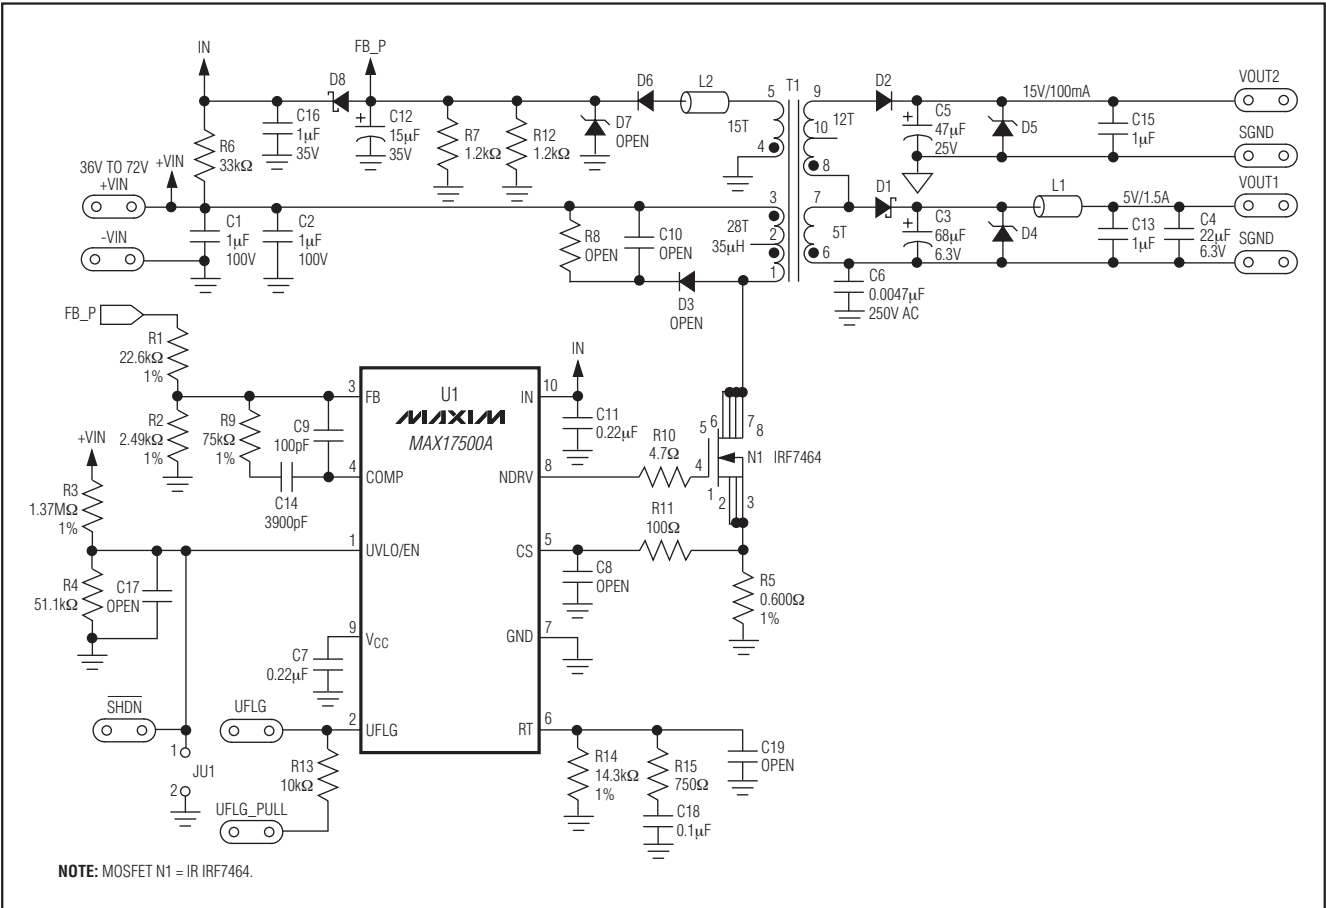 IN
FB_P
D8
C16
1µF
35V
C12
15µF
35V
R7
1.2kΩ
R12
1.2kΩ
D7
OPEN
D6
L2
5
T1
9
15T
4
10
12T
8
D2
C5
47µF
25V
15V/100mA
D5
C15
1µF
VOUT2
SGND
R6
33kΩ
36V TO 72V
+VIN
+VIN
-VIN
C1
1µF
100V
C2
1µF
100V
R8
OPEN
C10
OPEN
D3
OPEN
3
28T
2
35µH
1
7
5T
6
D1
C3
68µF
6.3V
D4
L1
5V/1.5A
C13
1µF
C4
22µF
6.3V
VOUT1
SGND
C6
0.0047µF
250V AC
FB_P
R1
22.6kΩ
1%
R2
2.49kΩ
1%
R9
75kΩ
1%
C9
100pF
C14
3900pF
3
FB
4
COMP
U1
MAXIM
MAX17500A
IN
10
IN
C11
0.22µF
NDRV
8
R10
4.7Ω
5
6
7
8
4
N1 IRF7464
1
2
3
+VIN
R3
1.37MΩ
1%
R4
51.1kΩ
C17
OPEN
1
UVLO/EN
CS
5
R11
100Ω
C8
OPEN
R5
0.600Ω
1%
9
VCC
C7
0.22µF
GND
7
SHDN
1
JU1
2
UFLG
2
UFLG
R13
10kΩ
UFLG_PULL
RT
6
R14
14.3kΩ
1%
R15
750Ω
C18
0.1µF
C19
OPEN
NOTE: MOSFET N1 = IR IRF7464.